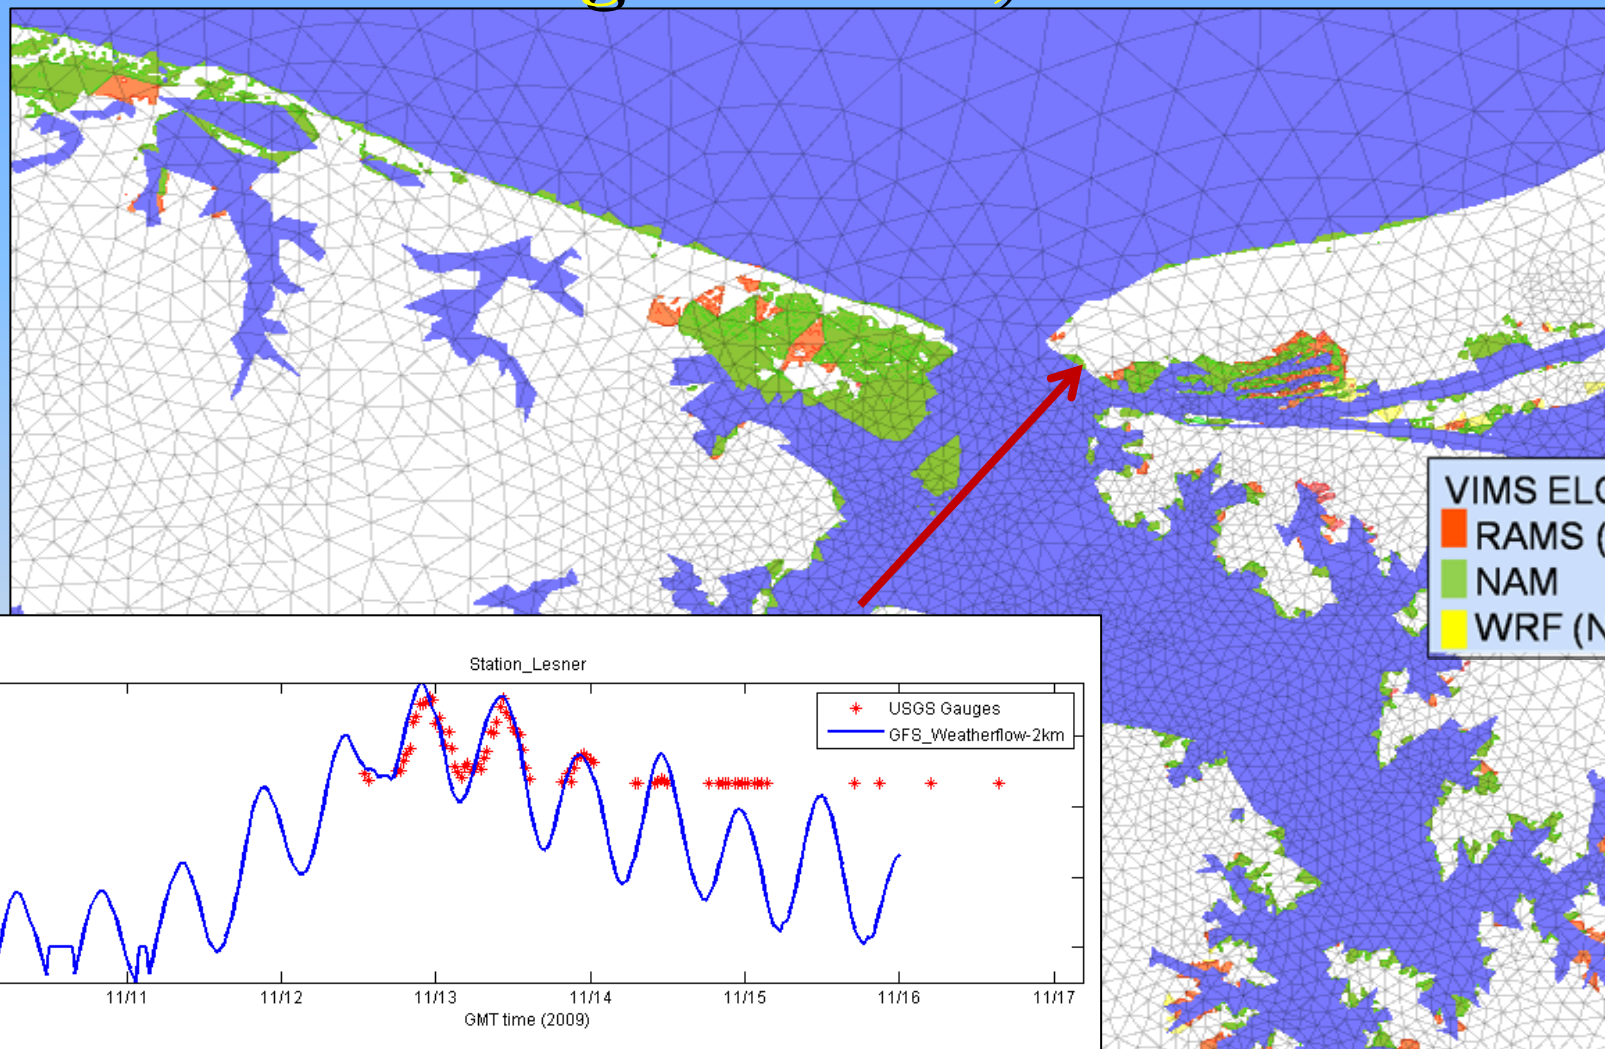 VIMS
RAMS (
NAM
WRF (
Station_Lesner
USGS Gauges
GFS_Weatherflow-2km
11/11 11/12 11/13 11/14 11/15 11/16 11/17
GMT time (2009)